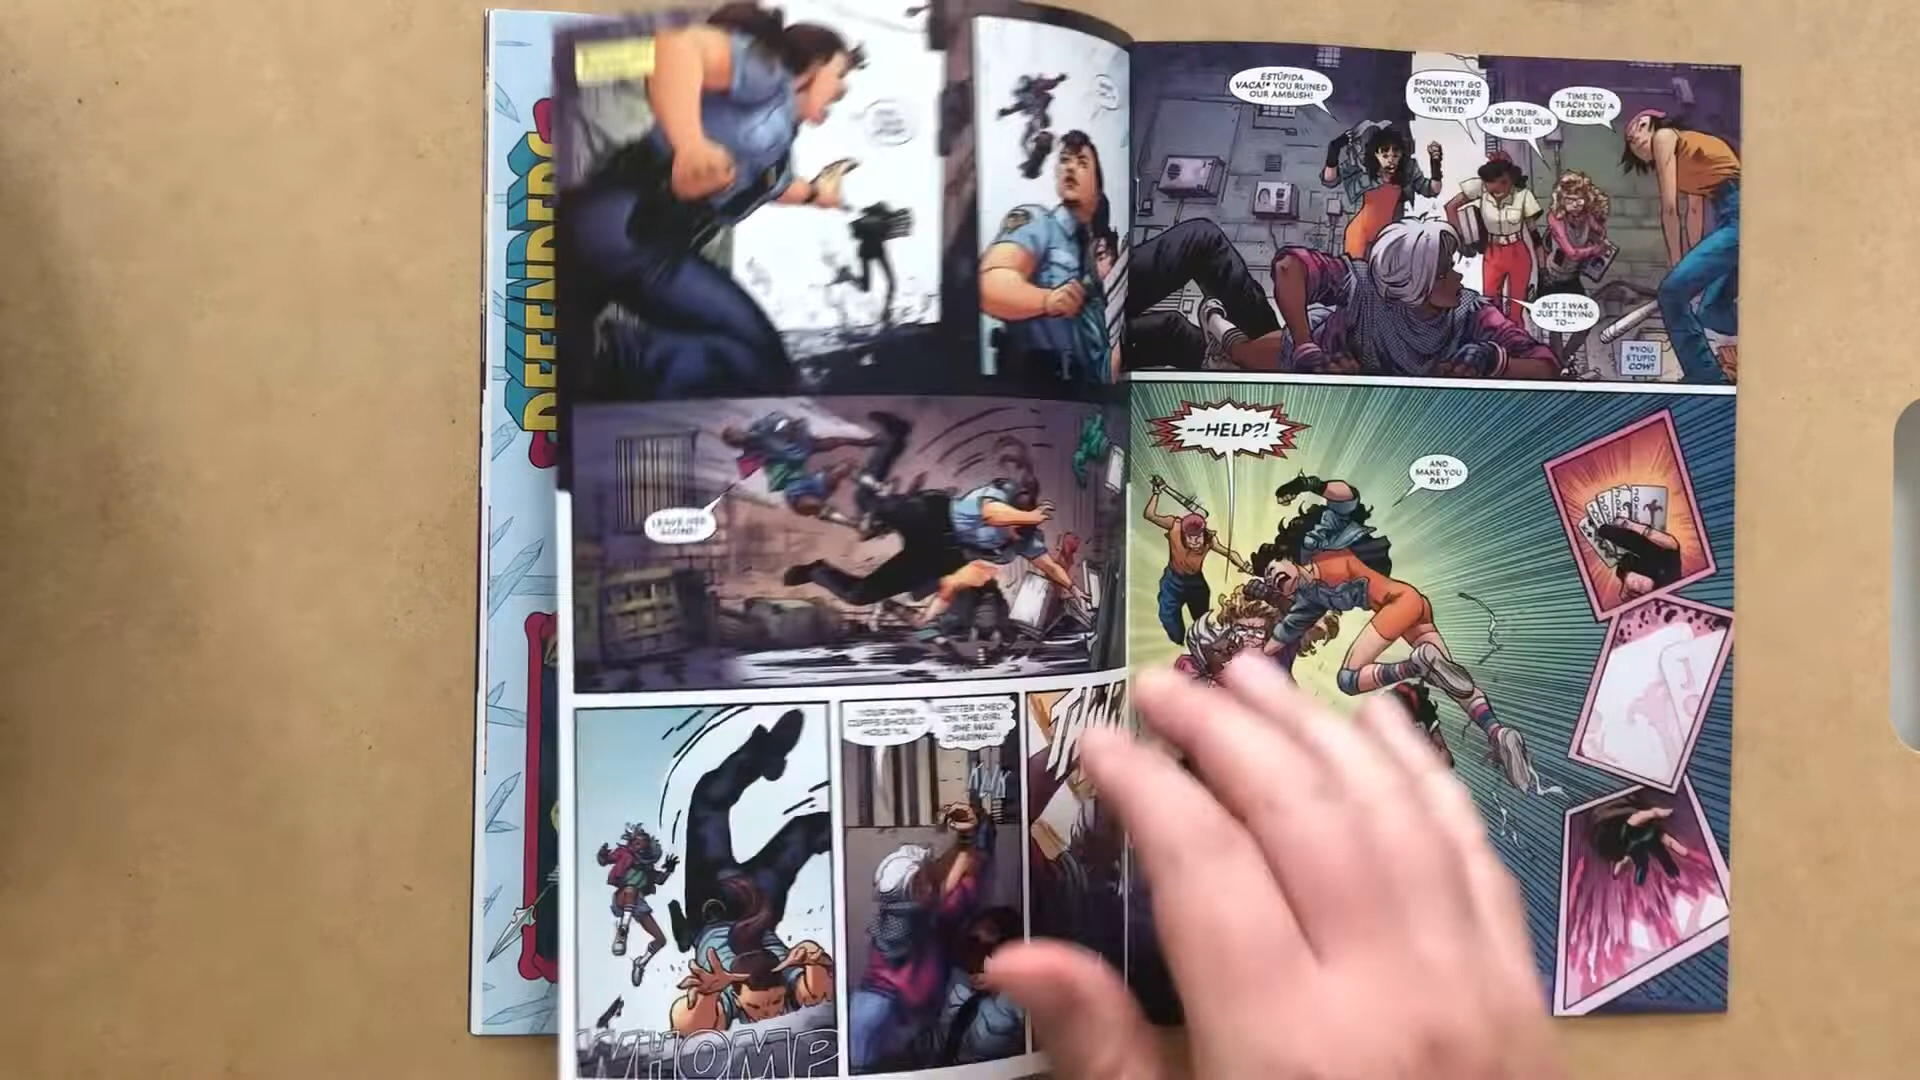 DEFENDERS
LEAVE HER
ALONE!
WHOMP
YOUR OWN
CUFFS SHOULD
HOLD YA.
BETTER CHECK
ON THE GIRL
SHE WAS
CHASING--
KLIK
ESTÚPIDA
VACA!* YOU RUINED
OUR AMBUSH!
SHOULDN'T GO
POKING WHERE
YOU'RE NOT
INVITED.
OUR TURF,
BABY GIRL. OUR
GAME!
TIME TO
TEACH YOU A
LESSON!
BUT I WAS
JUST TRYING
TO--
*YOU
STUPID
COW!
--HELP?!
AND
MAKE YOU
PAY!